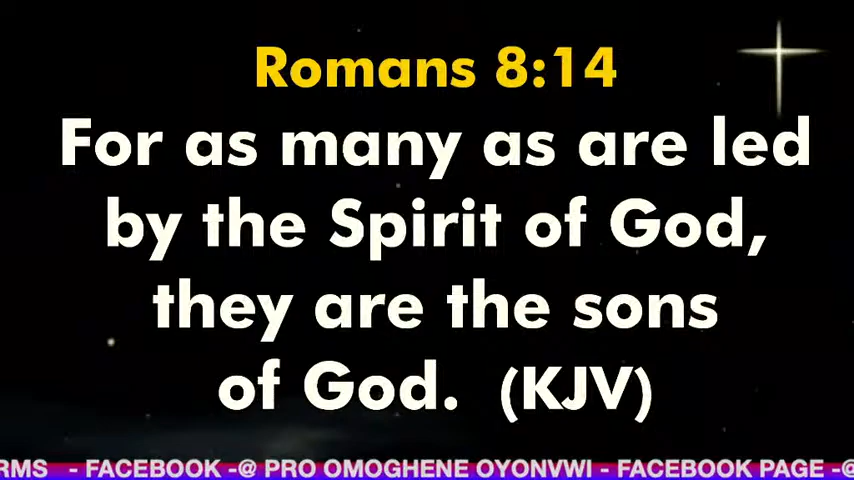 Romans 8:14
For as many as are led
by the Spirit of God,
they are the sons
of God. (KJV)
RMS - FACEBOOK -@ PRO OMOGHENE OYONVWI - FACEBOOK PAGE -@